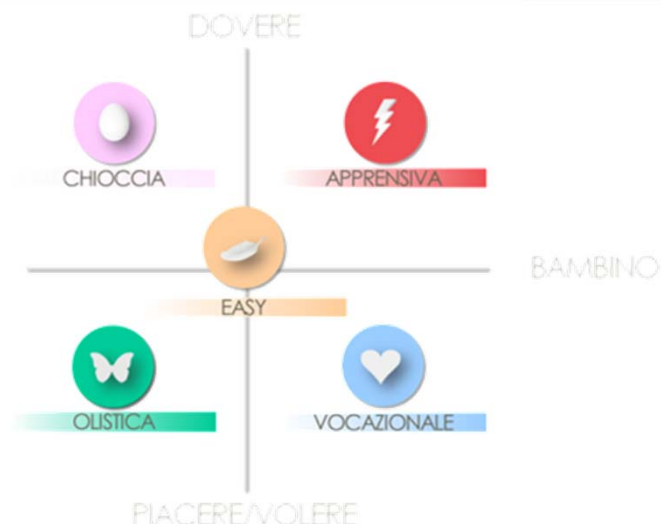 DOVERE
CHIOCCIA
APPRENSIVA
BAMBINO
EASY
OLISTICA
VOCAZIONALE
PIACERE/VOLERE